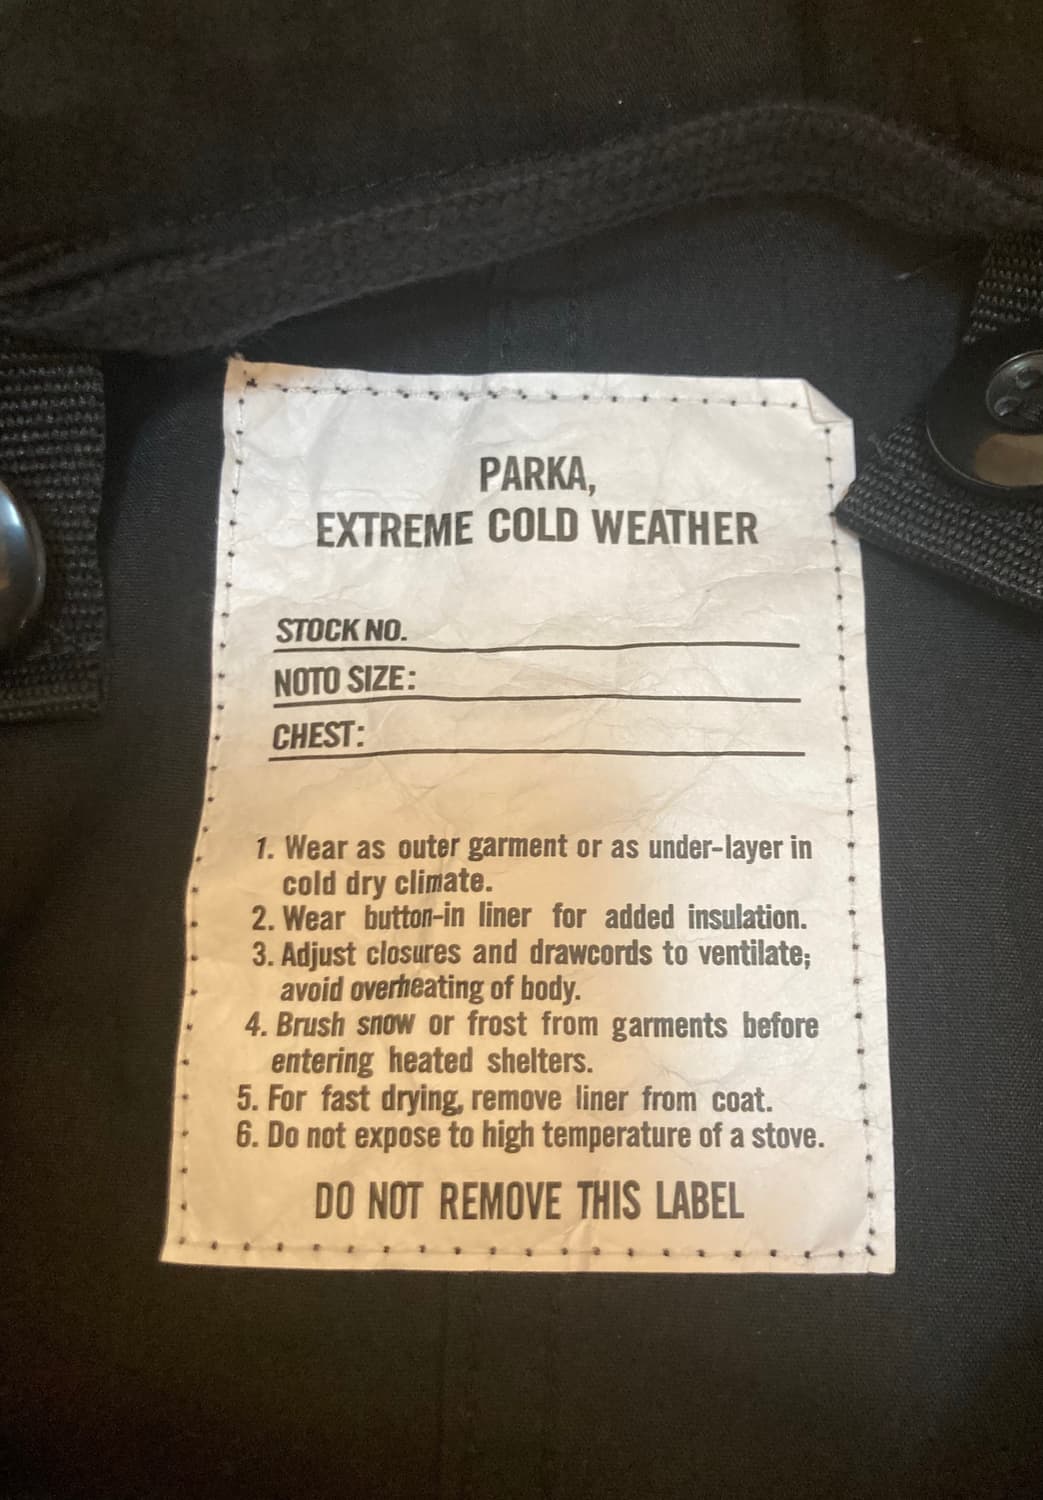 PARKA,
EXTREME COLD WEATHER
STOCK NO.
NOTO SIZE:
CHEST:
1. Wear as outer garment or as under-layer in
cold dry climate.
2. Wear button-in liner for added insulation.
3. Adjust closures and drawcords to ventilate;
avoid overheating of body.
4. Brush snow or frost from garments before
entering heated shelters.
5. For fast drying, remove liner from coat.
6. Do not expose to high temperature of a stove.
DO NOT REMOVE THIS LABEL